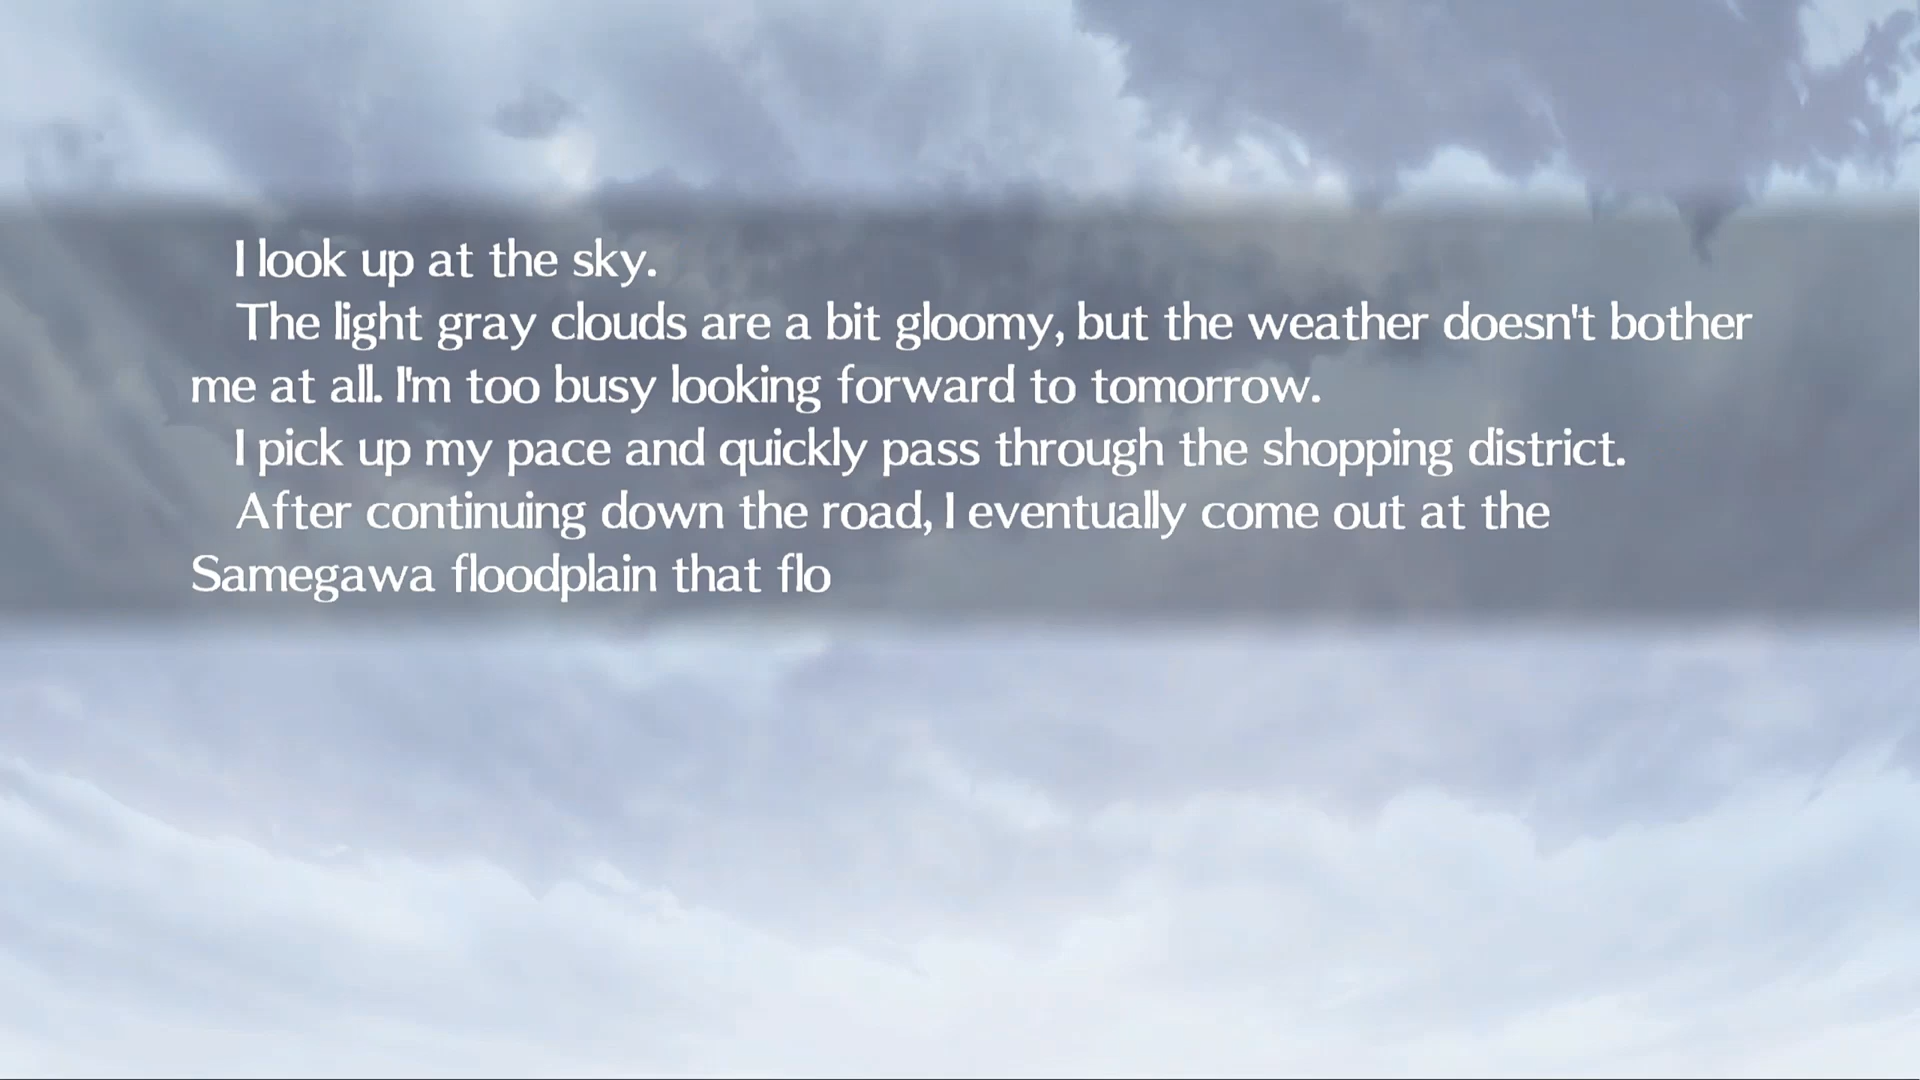 I look up at the sky.
The light gray clouds are a bit gloomy, but the weather doesn't bother
me at all. I'm too busy looking forward to tomorrow.
I pick up my pace and quickly pass through the shopping district.
After continuing down the road, I eventually come out at the
Samegawa floodplain that flo